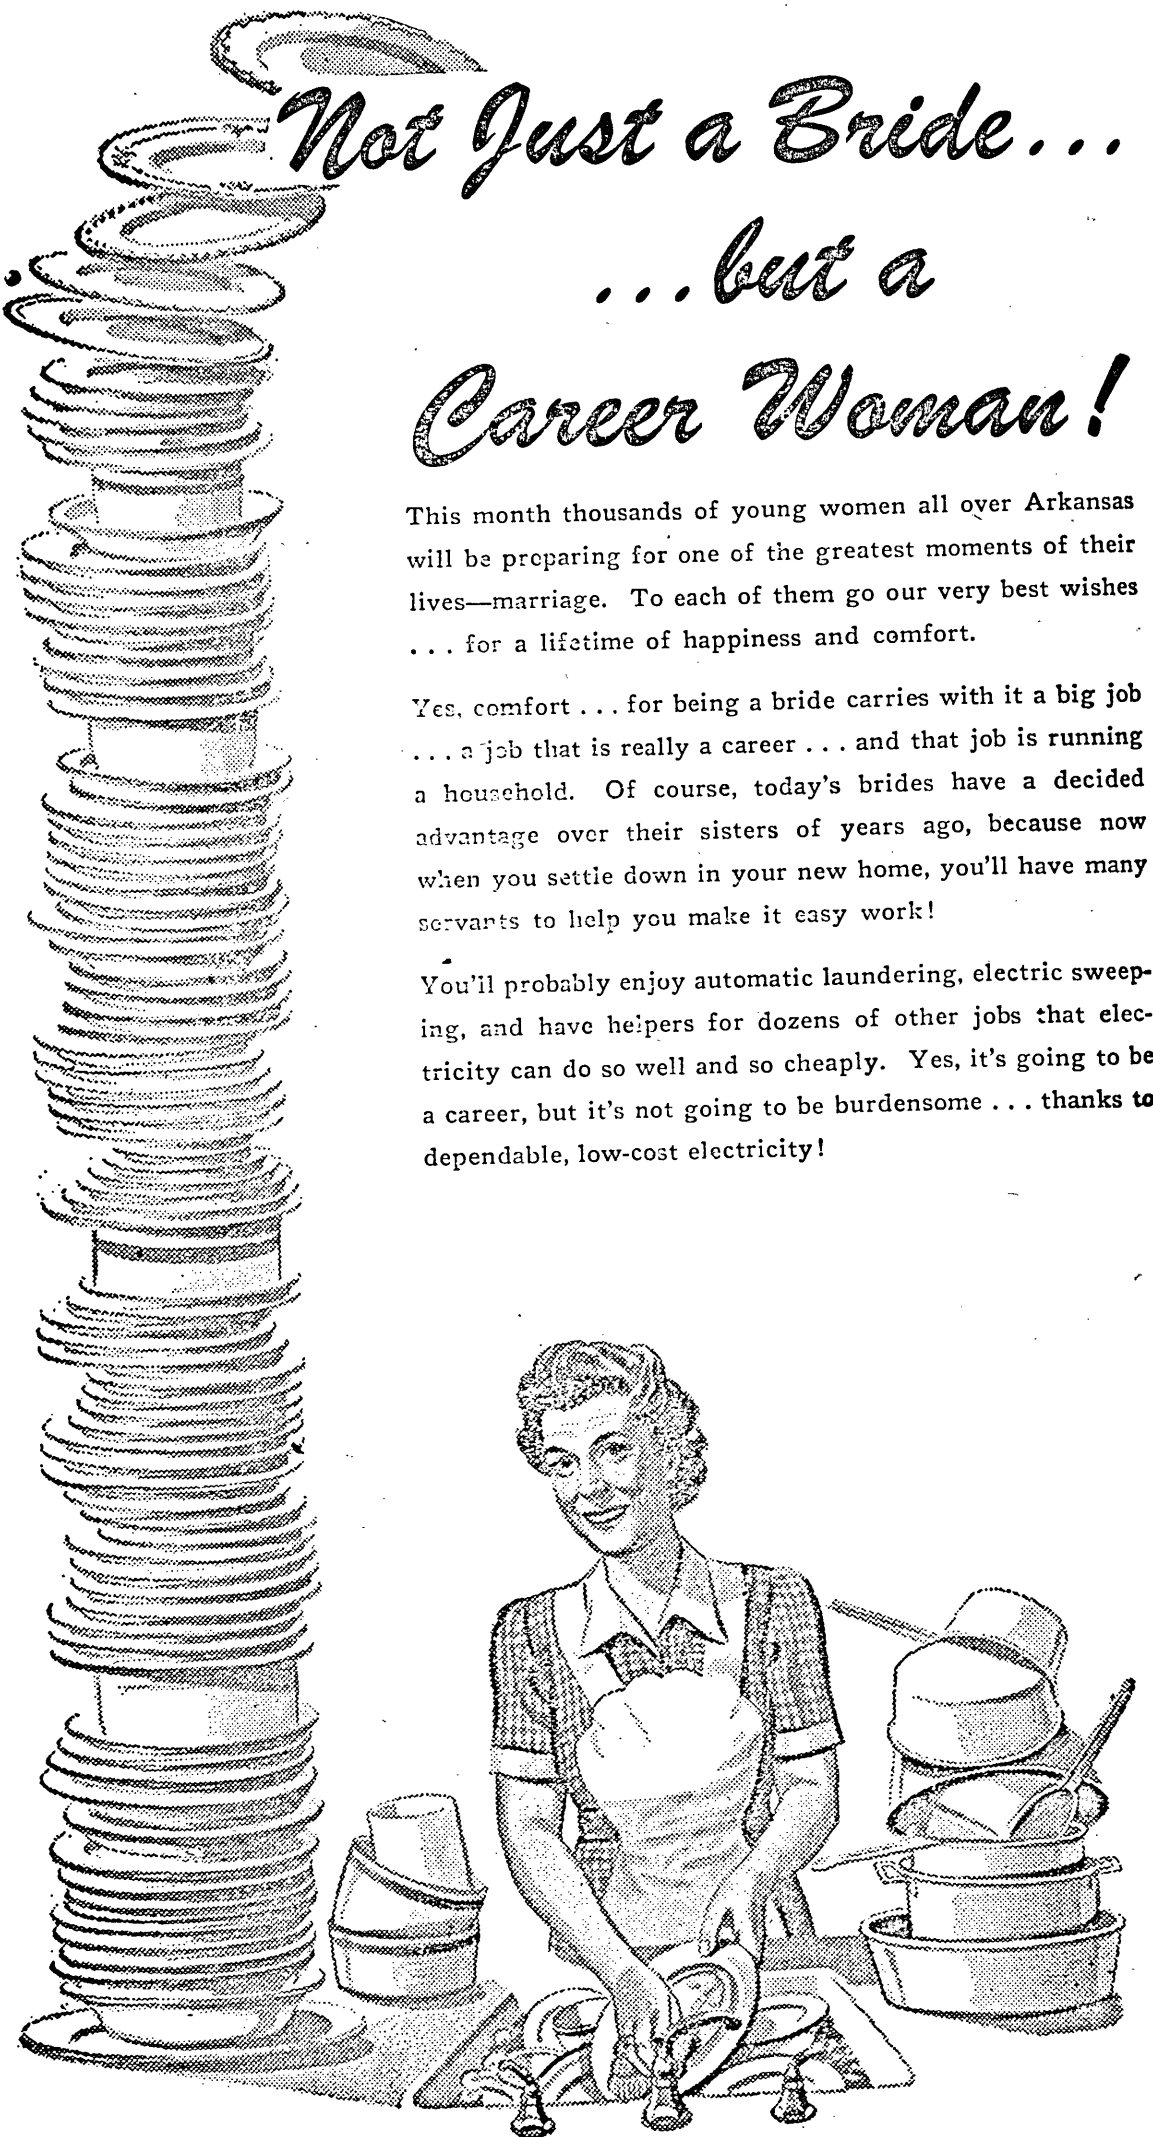 Not Just a Bride...
...but a
Career Woman!
This month thousands of young women all over Arkansas
will be preparing for one of the greatest moments of their
lives—marriage. To each of them go our very best wishes
... for a lifetime of happiness and comfort.
Yes, comfort ... for being a bride carries with it a big job
... a job that is really a career ... and that job is running
a household. Of course, today's brides have a decided
advantage over their sisters of years ago, because now
when you settle down in your new home, you'll have many
servants to help you make it easy work!
You'll probably enjoy automatic laundering, electric sweep-
ing, and have helpers for dozens of other jobs that elec-
tricity can do so well and so cheaply. Yes, it's going to be
a career, but it's not going to be burdensome ... thanks to
dependable, low-cost electricity!